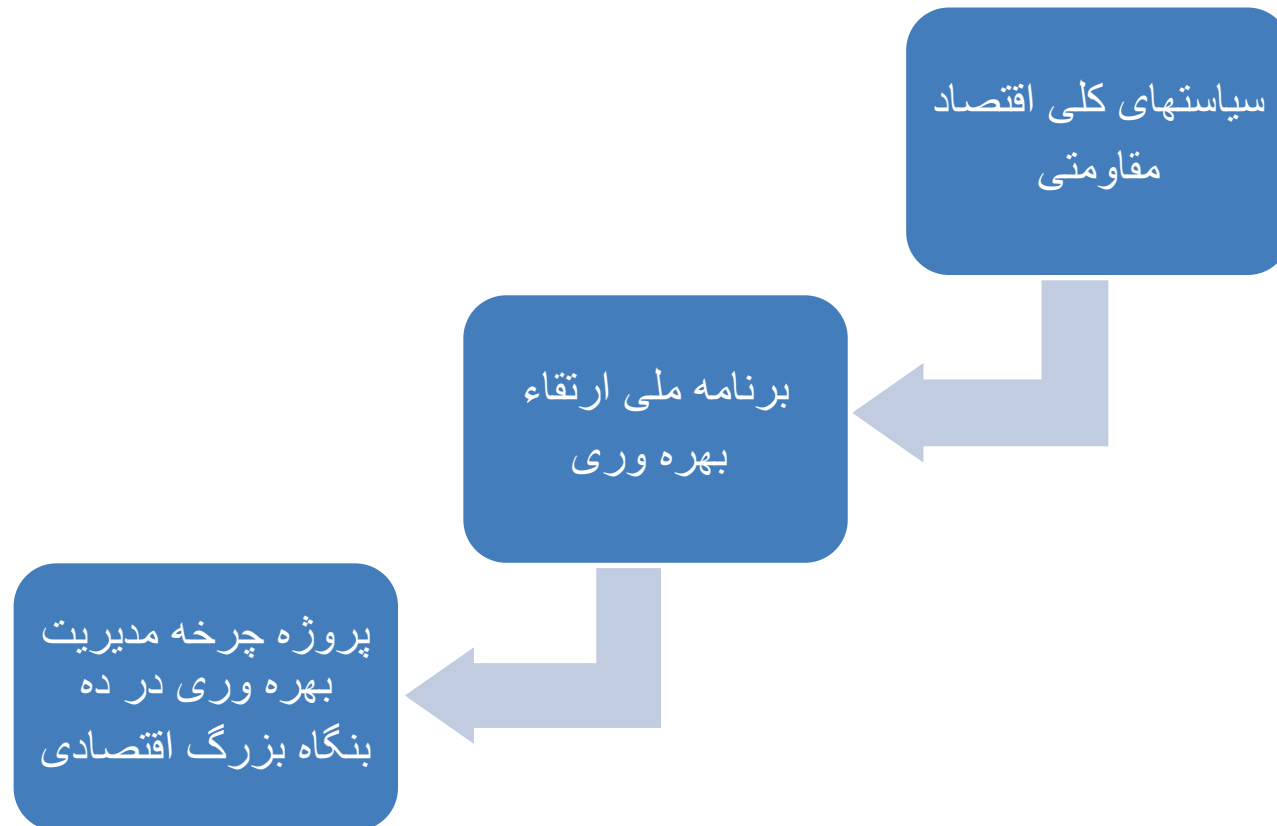 سیاستهای کلی اقتصاد
مقاومتی
برنامه ملی ارتقاء
بهره وری
پروژه چرخه مدیریت
بهره وری در ده
بنگاه بزرگ اقتصادی